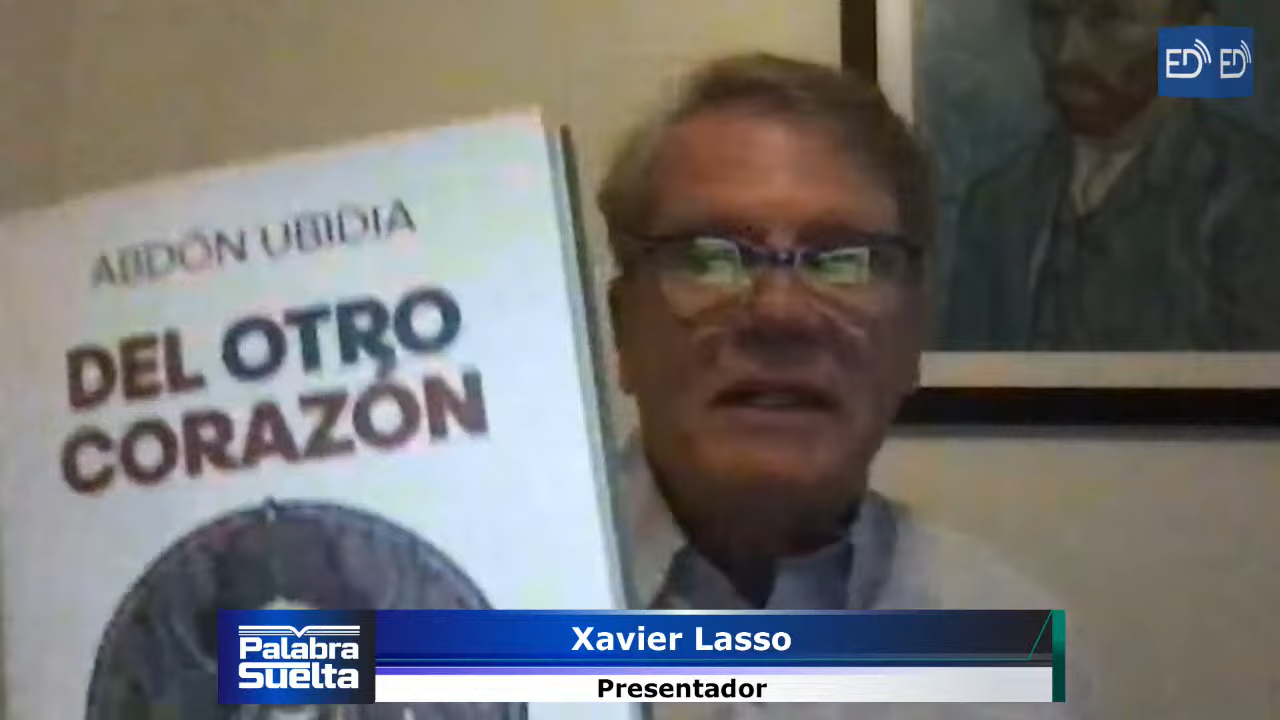 ED ED
ABDÓN UBIDIA
DEL OTRO
CORAZÓN
Palabra
Suelta
Xavier Lasso
Presentador